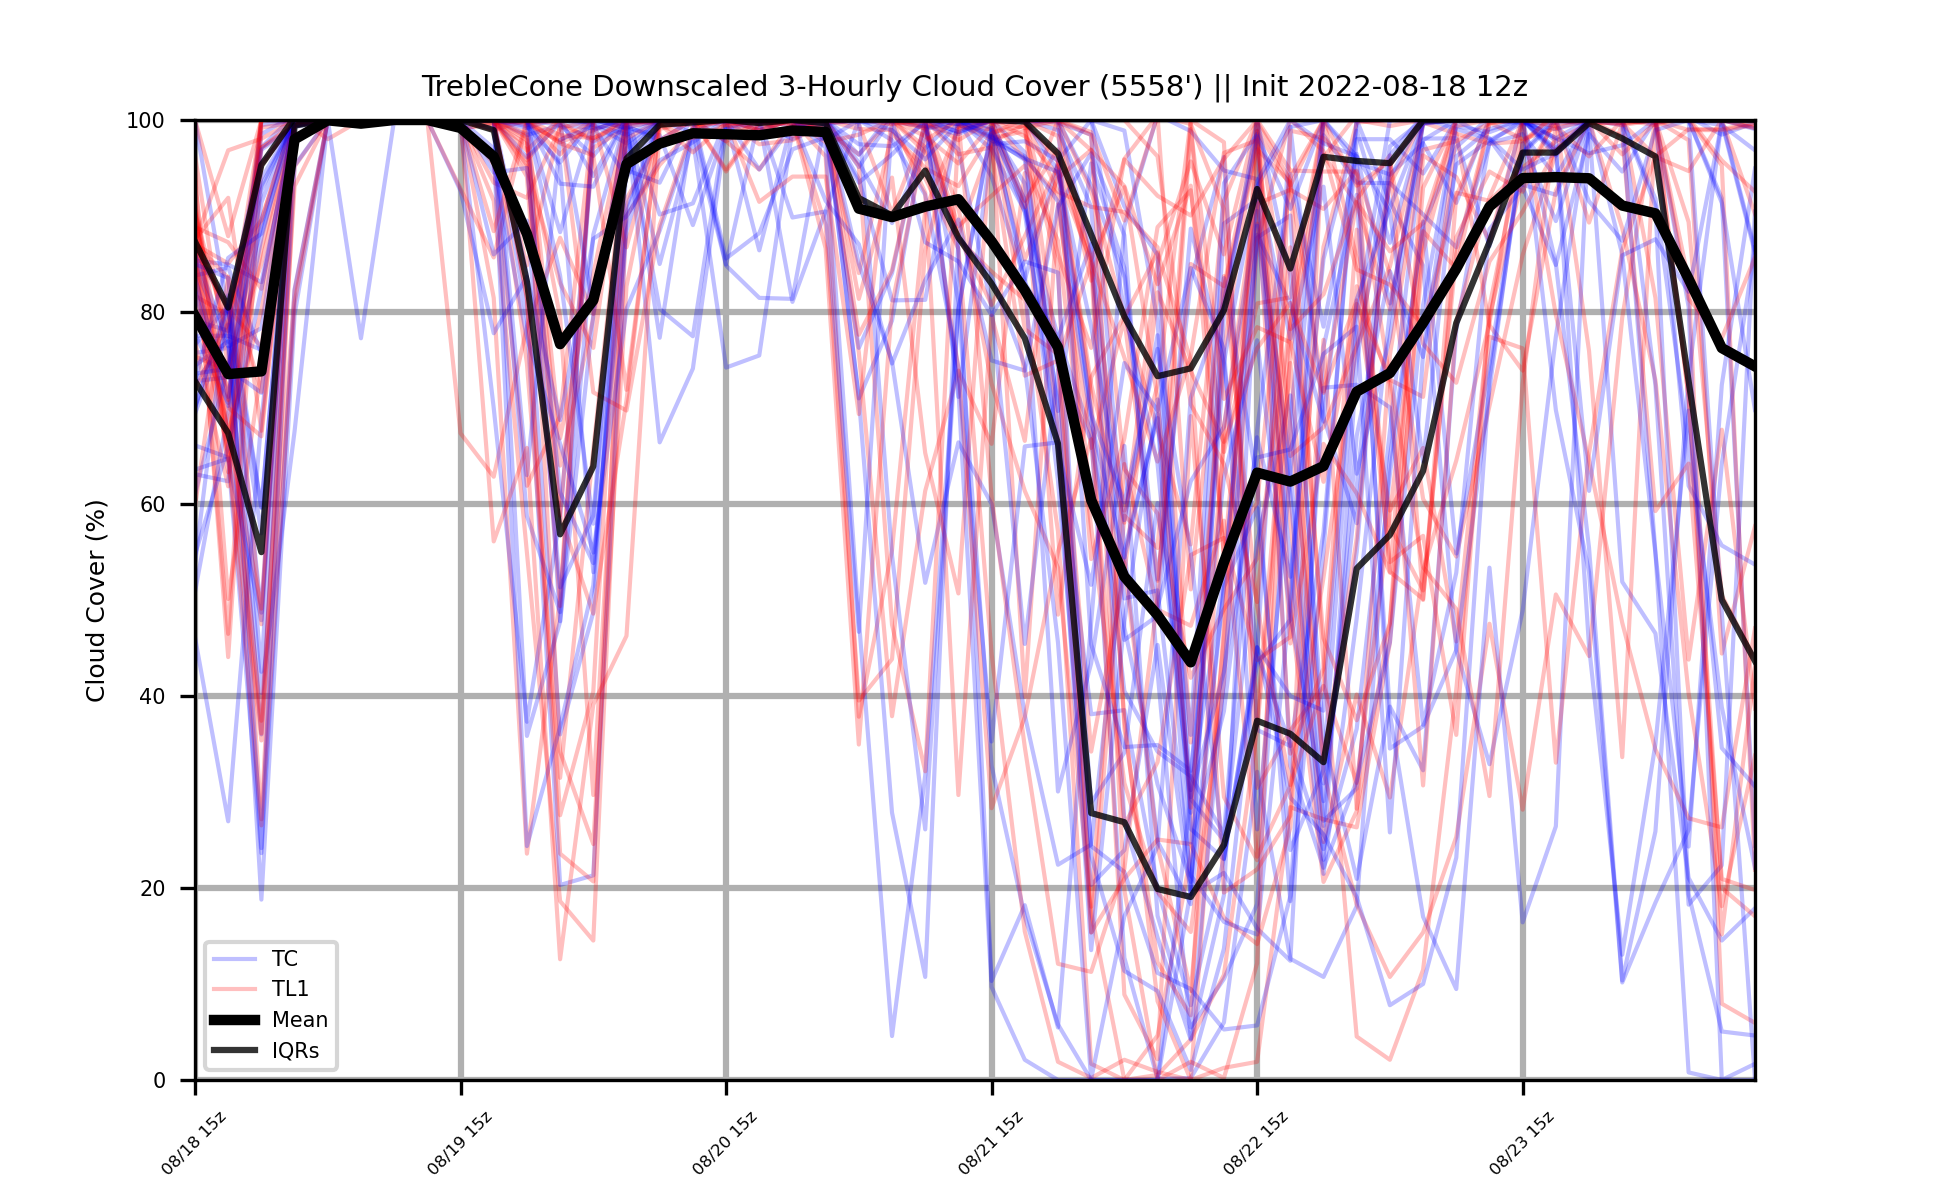 TrebleCone Downscaled 3-Hourly Cloud Cover (5558') || Init 2022-08-18 12z
Cloud Cover (%)
100
80
60
40
20
0
TC
TL1
Mean
IQRs
08/18 15z
08/19 15z
08/20 15z
08/21 15z
08/22 15z
08/23 15z